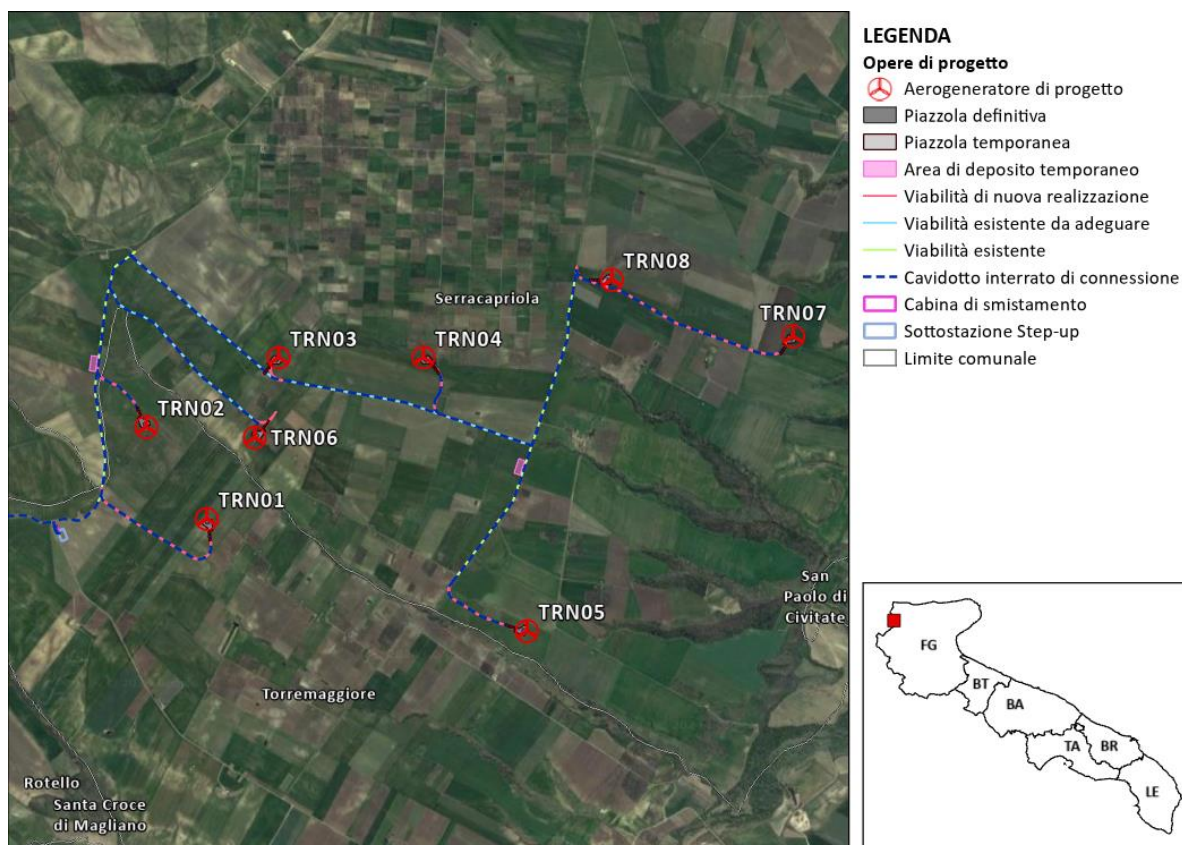 LEGENDA
Opere di progetto
Aerogeneratore di progetto
Piazzola definitiva
Piazzola temporanea
Area di deposito temporaneo
Viabilità di nuova realizzazione
Viabilità esistente da adeguare
Viabilità esistente
Cavidotto interrato di connessione
Cabina di smistamento
Sottostazione Step-up
Limite comunale
TRN08
Serracapriola
TRN07
TRN03
TRN04
TRN02
TRN06
TRN01
San
Paolo di
Civitate
TRN05
Torremaggiore
Rotello
Santa Croce
di Magliano
FG
BT
BA
TA
BR
LE